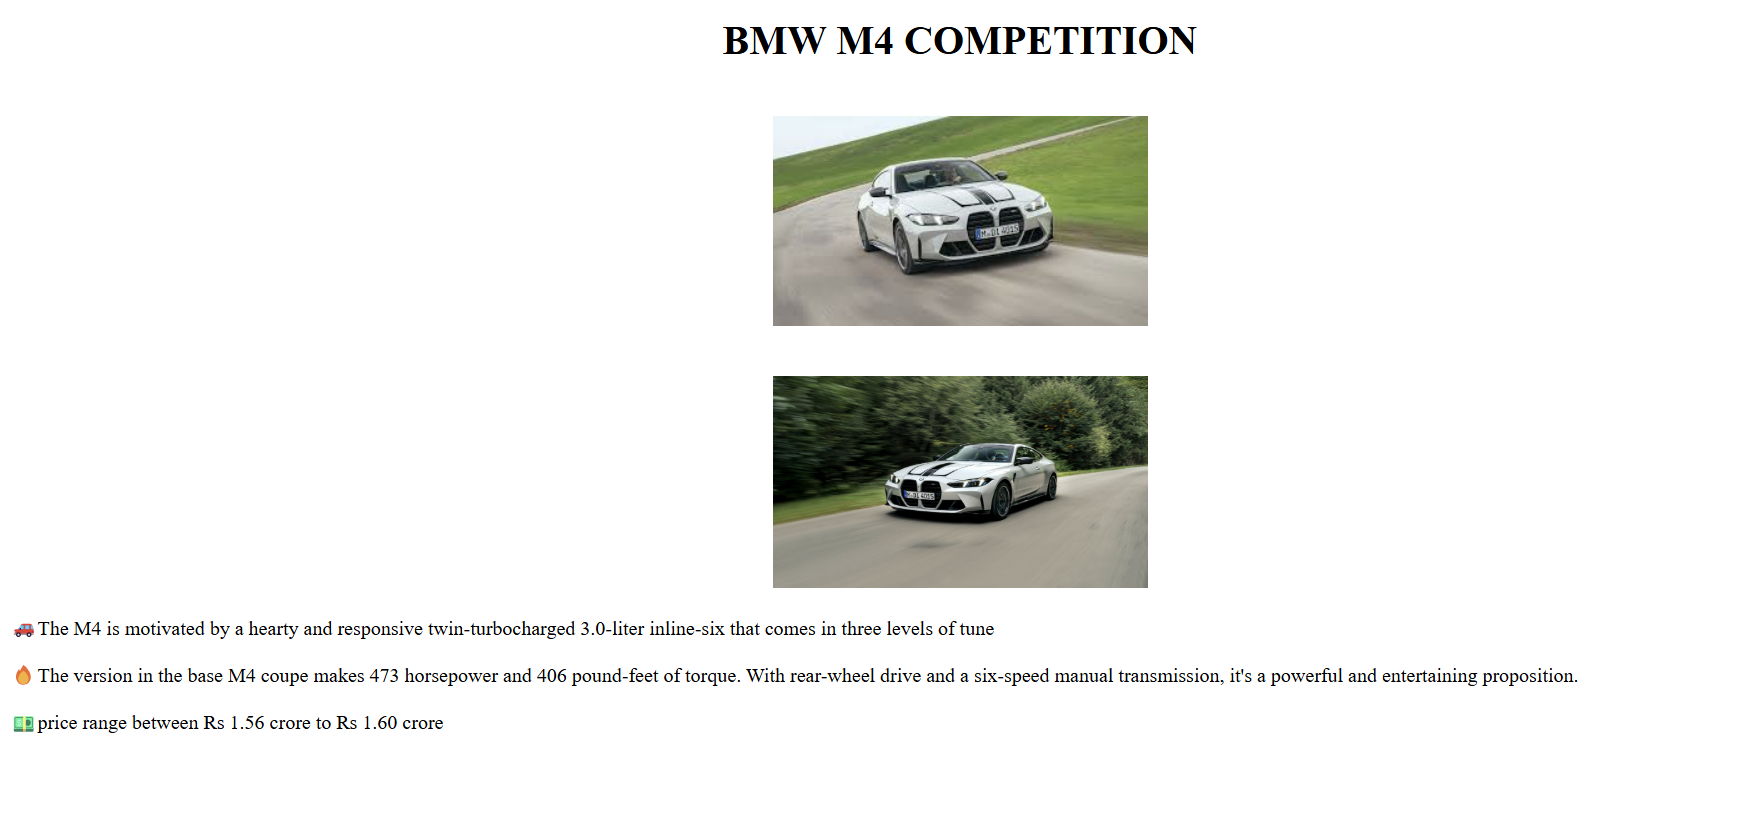 BMW M4 COMPETITION
🚗 The M4 is motivated by a hearty and responsive twin-turbocharged 3.0-liter inline-six that comes in three levels of tune
🔥 The version in the base M4 coupe makes 473 horsepower and 406 pound-feet of torque. With rear-wheel drive and a six-speed manual transmission, it's a powerful and entertaining proposition.
💵 price range between Rs 1.56 crore to Rs 1.60 crore